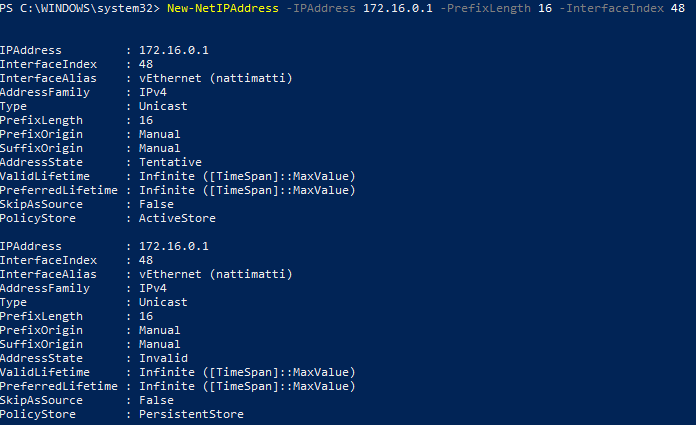 PS C:\WINDOWS\system32> New-NetIPAddress -IPAddress 172.16.0.1 -PrefixLength 16 -InterfaceIndex 48
IPAddress : 172.16.0.1
InterfaceIndex : 48
InterfaceAlias : vEthernet (nattimatti)
AddressFamily : IPv4
Type : Unicast
PrefixLength : 16
PrefixOrigin : Manual
SuffixOrigin : Manual
AddressState : Tentative
ValidLifetime : Infinite ([TimeSpan]::MaxValue)
PreferredLifetime : Infinite ([TimeSpan]::MaxValue)
SkipAsSource : False
PolicyStore : ActiveStore
IPAddress : 172.16.0.1
InterfaceIndex : 48
InterfaceAlias : vEthernet (nattimatti)
AddressFamily : IPv4
Type : Unicast
PrefixLength : 16
PrefixOrigin : Manual
SuffixOrigin : Manual
AddressState : Invalid
ValidLifetime : Infinite ([TimeSpan]::MaxValue)
PreferredLifetime : Infinite ([TimeSpan]::MaxValue)
SkipAsSource : False
PolicyStore : PersistentStore